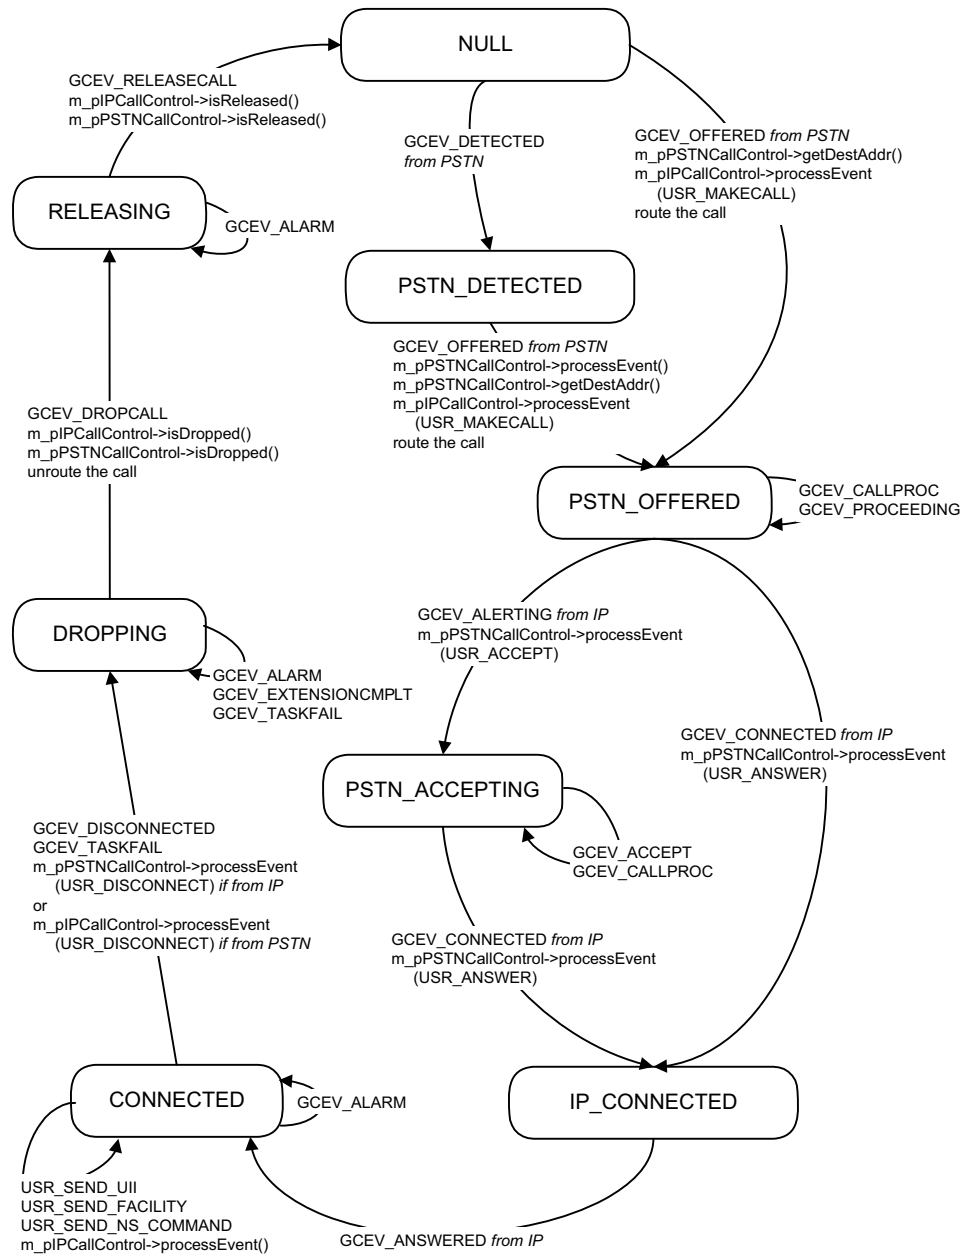 NULL
GCEV_RELEASECALL
m_pIPCallControl->isReleased()
m_pPSTNCallControl->isReleased()
GCEV_DETECTED
from PSTN
GCEV_OFFERED from PSTN
m_pPSTNCallControl->getDestAddr()
m_pIPCallControl->processEvent
(USR_MAKECALL)
route the call
RELEASING
GCEV_ALARM
PSTN_DETECTED
GCEV_OFFERED from PSTN
m_pPSTNCallControl->processEvent()
m_pPSTNCallControl->getDestAddr()
m_pIPCallControl->processEvent
(USR_MAKECALL)
route the call
GCEV_DROPCALL
m_pIPCallControl->isDropped()
m_pPSTNCallControl->isDropped()
unroute the call
PSTN_OFFERED
GCEV_CALLPROC
GCEV_PROCEEDING
GCEV_ALERTING from IP
m_pPSTNCallControl->processEvent
(USR_ACCEPT)
DROPPING
GCEV_ALARM
GCEV_EXTENSIONCMPLT
GCEV_TASKFAIL
GCEV_CONNECTED from IP
m_pPSTNCallControl->processEvent
(USR_ANSWER)
PSTN_ACCEPTING
GCEV_ACCEPT
GCEV_CALLPROC
GCEV_DISCONNECTED
GCEV_TASKFAIL
m_pPSTNCallControl->processEvent
(USR_DISCONNECT) if from IP
or
m_pIPCallControl->processEvent
(USR_DISCONNECT) if from PSTN
GCEV_CONNECTED from IP
m_pPSTNCallControl->processEvent
(USR_ANSWER)
CONNECTED
GCEV_ALARM
IP_CONNECTED
USR_SEND_UII
USR_SEND_FACILITY
USR_SEND_NS_COMMAND
m_pIPCallControl->processEvent()
GCEV_ANSWERED from IP